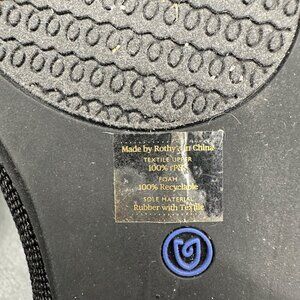 Made by Rothy's in China
TEXTILE UPPER
100% rPET
FOAM
100% Recyclable
SOLE MATERIAL
Rubber with Textile